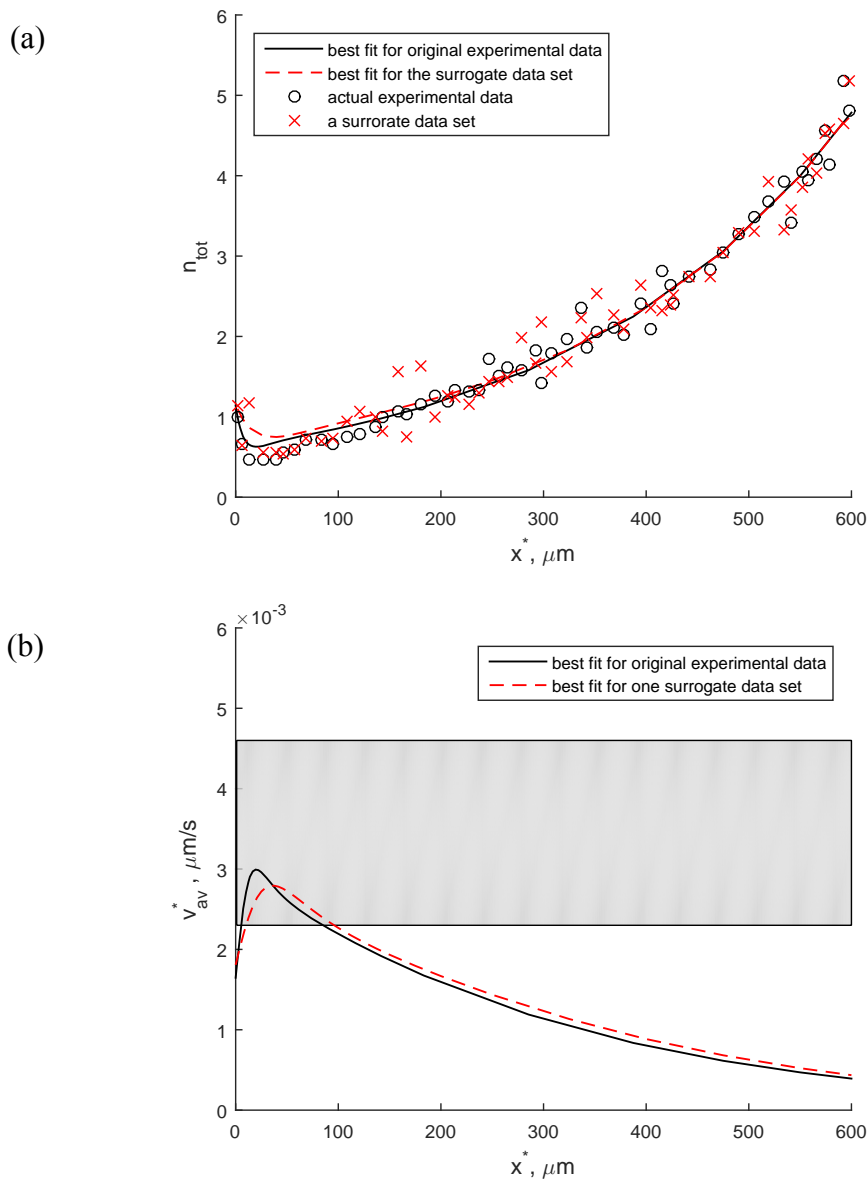 (a)
6
5
4
3
2
1
0
n_tot
best fit for original experimental data
best fit for the surrogate data set
actual experimental data
a surrorate data set
0 100 200 300 400 500 600
x*, μm
(b)
×10^-3
6
5
4
3
2
1
0
v*_av, μm/s
best fit for original experimental data
best fit for one surrogate data set
0 100 200 300 400 500 600
x*, μm